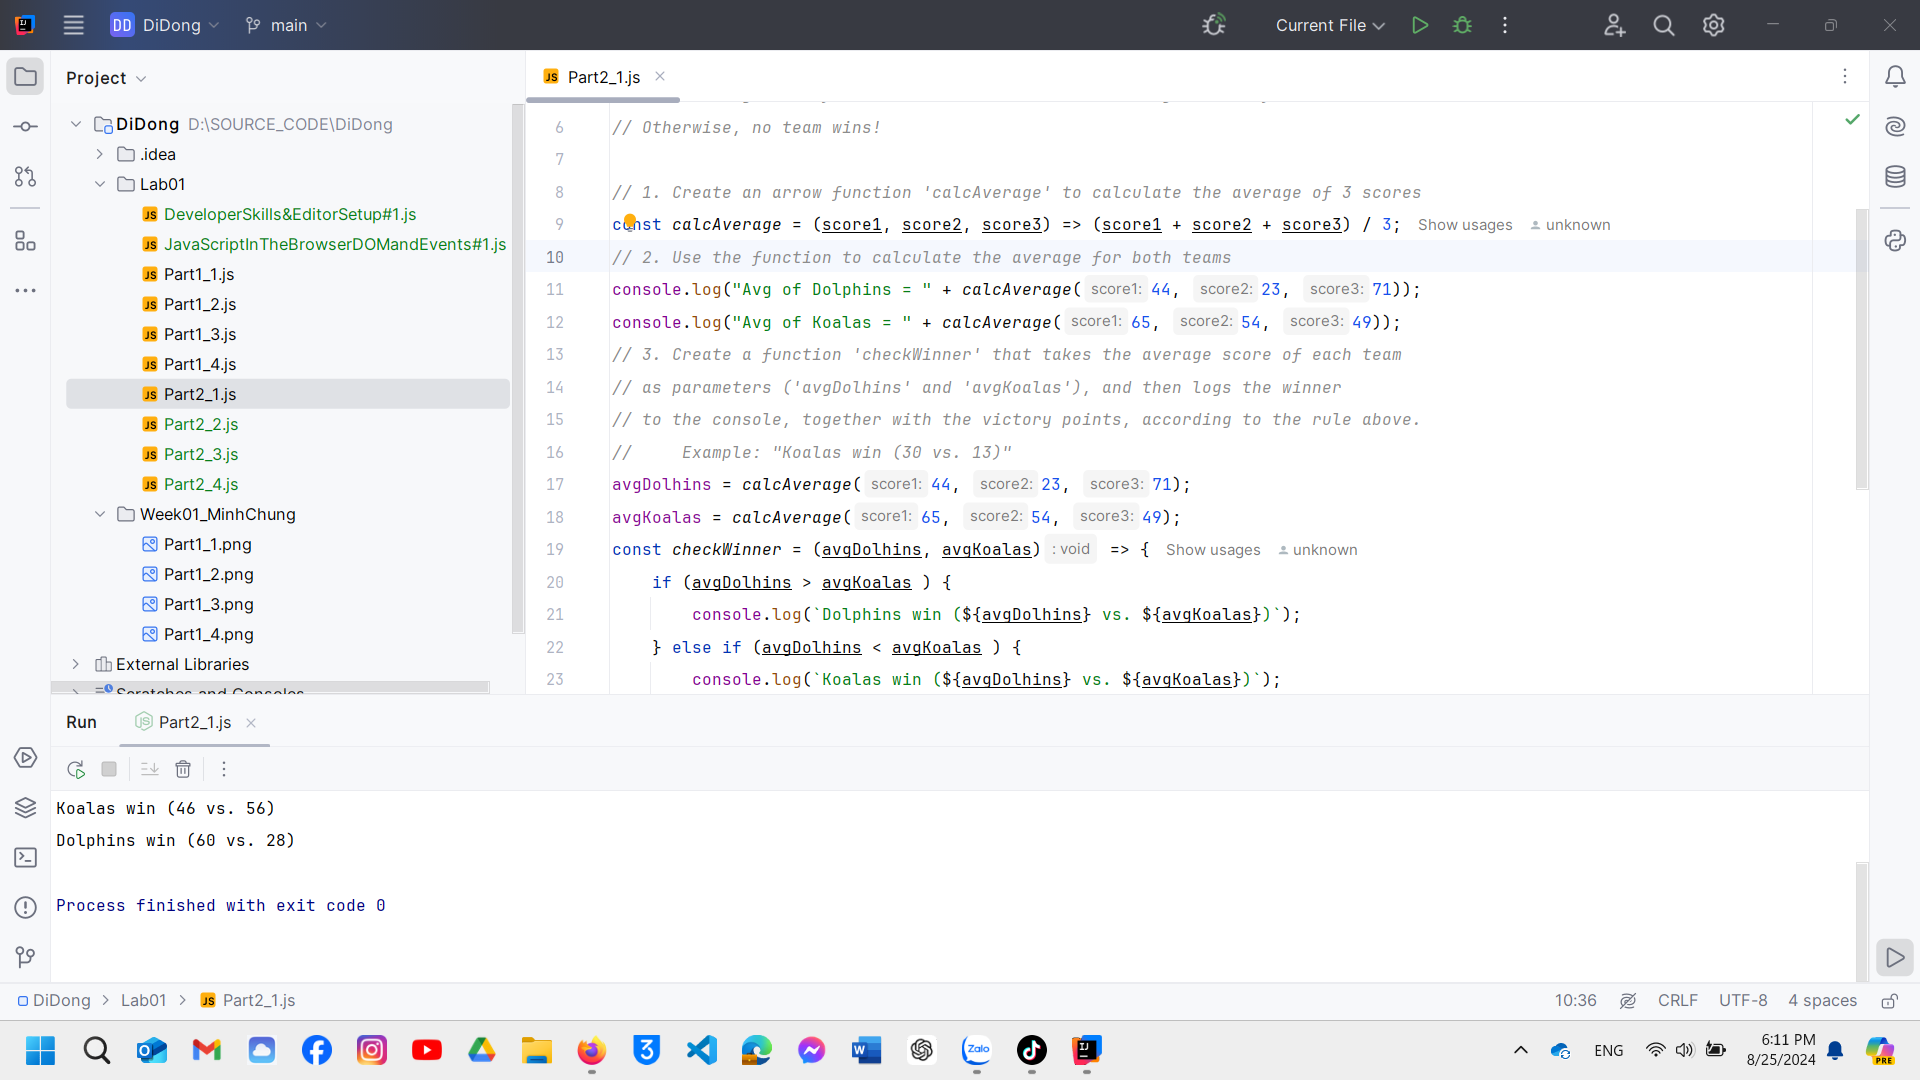 DD DiDong main Current File
Project
Part2_1.js
DiDong D:\SOURCE_CODE\DiDong
.idea
Lab01
DeveloperSkills&EditorSetup#1.js
JavaScriptInTheBrowserDOMandEvents#1.js
Part1_1.js
Part1_2.js
Part1_3.js
Part1_4.js
Part2_1.js
Part2_2.js
Part2_3.js
Part2_4.js
Week01_MinhChung
Part1_1.png
Part1_2.png
Part1_3.png
Part1_4.png
External Libraries
Scratches and Consoles
6 // Otherwise, no team wins!
7
8 // 1. Create an arrow function 'calcAverage' to calculate the average of 3 scores
9 const calcAverage = (score1, score2, score3) => (score1 + score2 + score3) / 3; Show usages unknown
10 // 2. Use the function to calculate the average for both teams
11 console.log("Avg of Dolphins = " + calcAverage( score1: 44, score2: 23, score3: 71));
12 console.log("Avg of Koalas = " + calcAverage( score1: 65, score2: 54, score3: 49));
13 // 3. Create a function 'checkWinner' that takes the average score of each team
14 // as parameters ('avgDolhins' and 'avgKoalas'), and then logs the winner
15 // to the console, together with the victory points, according to the rule above.
16 // Example: "Koalas win (30 vs. 13)"
17 avgDolhins = calcAverage( score1: 44, score2: 23, score3: 71);
18 avgKoalas = calcAverage( score1: 65, score2: 54, score3: 49);
19 const checkWinner = (avgDolhins, avgKoalas) : void => { Show usages unknown
20 if (avgDolhins > avgKoalas ) {
21 console.log(`Dolphins win (${avgDolhins} vs. ${avgKoalas})`);
22 } else if (avgDolhins < avgKoalas ) {
23 console.log(`Koalas win (${avgDolhins} vs. ${avgKoalas})`);
Run Part2_1.js
Koalas win (46 vs. 56)
Dolphins win (60 vs. 28)
Process finished with exit code 0
DiDong > Lab01 > Part2_1.js 10:36 CRLF UTF-8 4 spaces
ENG 6:11 PM
8/25/2024